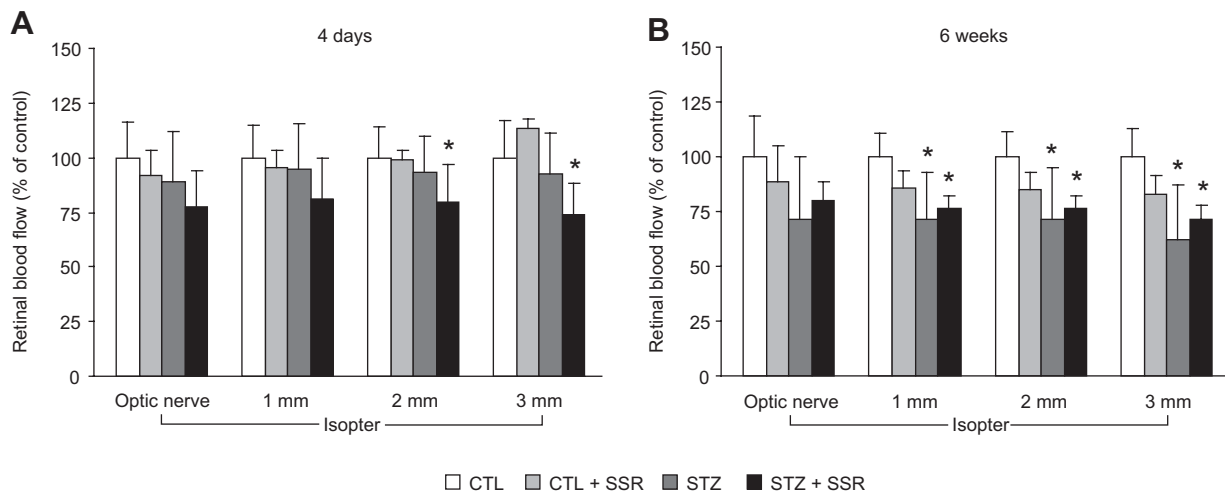 A
4 days
Retinal blood flow (% of control)
150
125
100
75
50
25
0
*
*
Optic nerve 1 mm 2 mm 3 mm
Isopter
B
6 weeks
Retinal blood flow (% of control)
150
125
100
75
50
25
0
* *
* *
* *
Optic nerve 1 mm 2 mm 3 mm
Isopter
CTL CTL + SSR STZ STZ + SSR